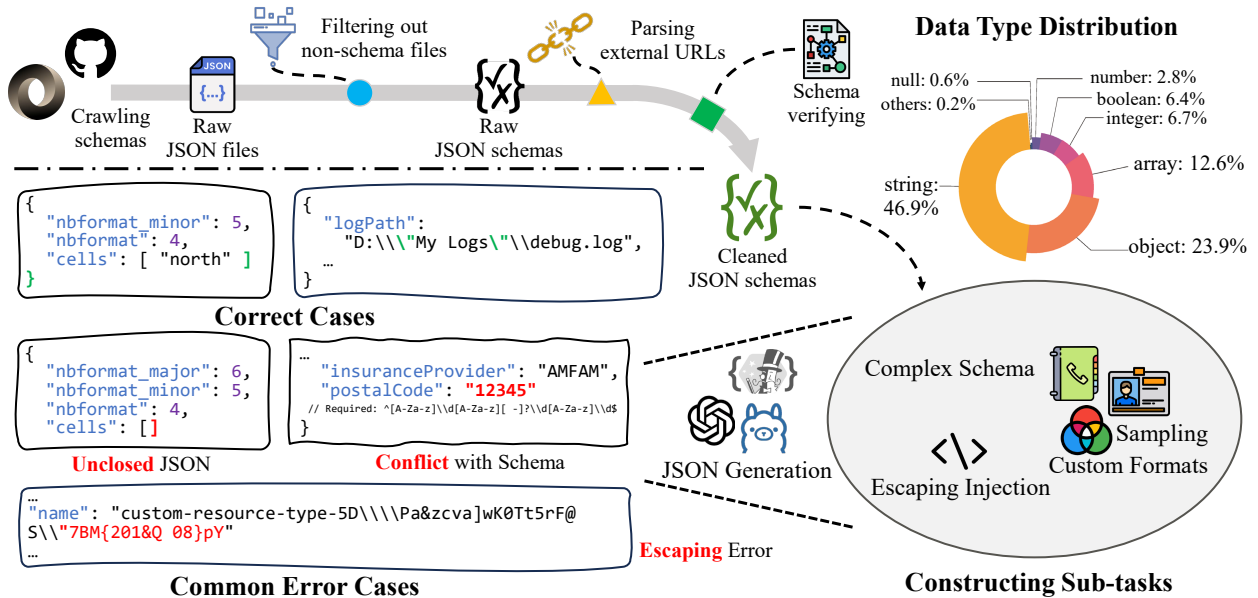 Crawling
schemas
JSON
{...}
Raw
JSON files
Filtering out
non-schema files
Raw
JSON schemas
Parsing
external URLs
Schema
verifying
Cleaned
JSON schemas
Data Type Distribution
null: 0.6%
others: 0.2%
number: 2.8%
boolean: 6.4%
integer: 6.7%
array: 12.6%
string:
46.9%
object: 23.9%
{
"nbformat_minor": 5,
"nbformat": 4,
"cells": [ "north" ]
}
{
"logPath":
"D:\\\"My Logs\"\\debug.log",
…
}
Correct Cases
{
"nbformat_major": 6,
"nbformat_minor": 5,
"nbformat": 4,
"cells": []
Unclosed JSON
…
"insuranceProvider": "AMFAM",
"postalCode": "12345"
// Required: ^[A-Za-z]\\d[A-Za-z][ -]?\\d[A-Za-z]\\d$
}
Conflict with Schema
…
"name": "custom-resource-type-5D\\\\Pa&zcva]wK0Tt5rF@
S\\"7BM{201&Q 08}pY"
…
Escaping Error
Common Error Cases
JSON Generation
Complex Schema
Sampling
Custom Formats
Escaping Injection
Constructing Sub-tasks